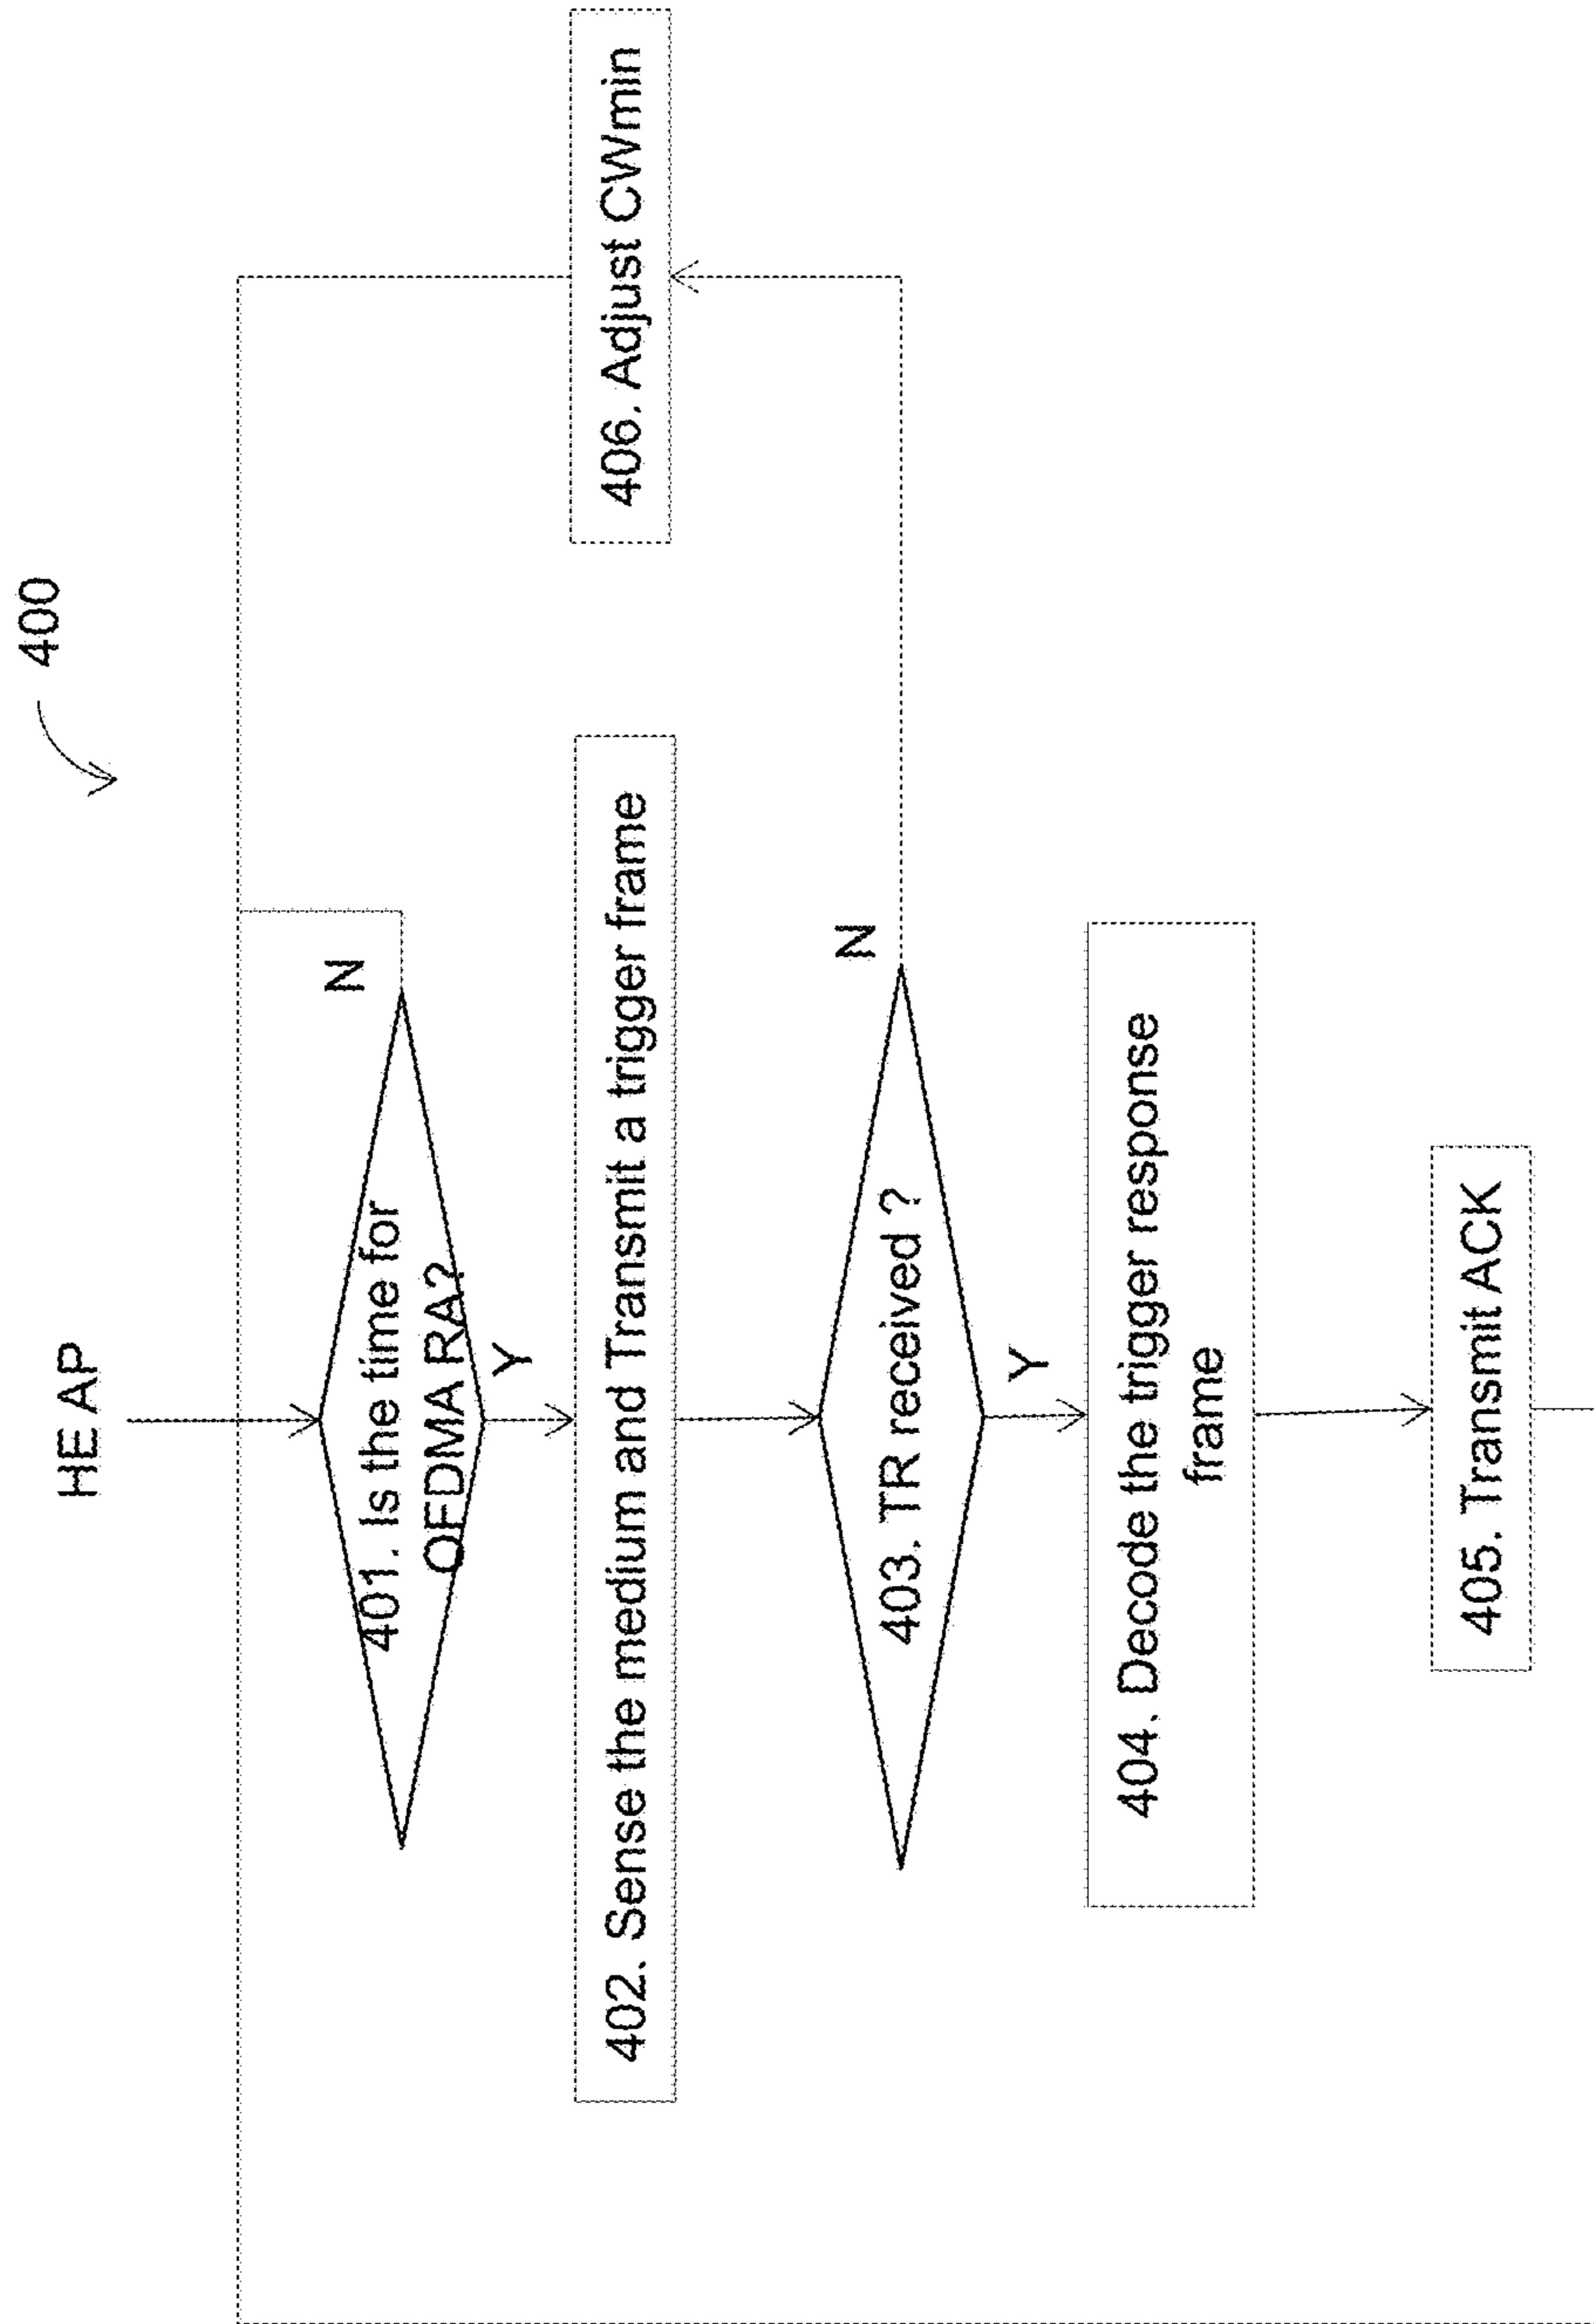 400
HE AP
401. Is the time for
OFDMA RA?
N
Y
402. Sense the medium and Transmit a trigger frame
403. TR received ?
N
Y
404. Decode the trigger response
frame
405. Transmit ACK
406. Adjust CWmin